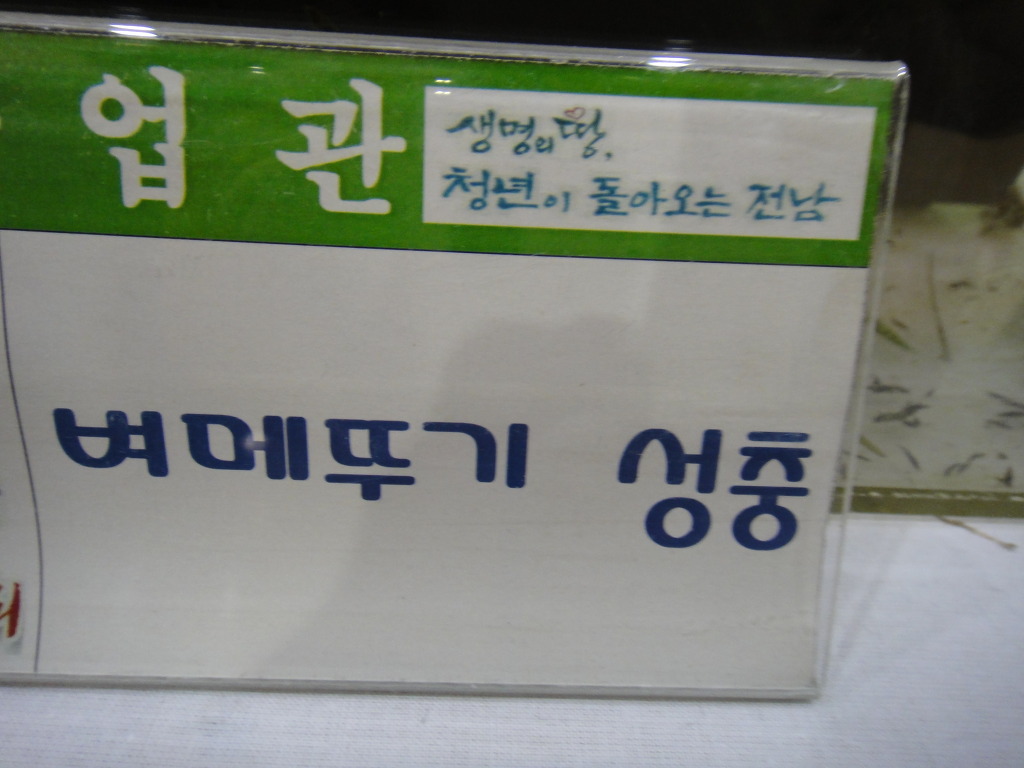 업 관
생명의 땅,
청년이 돌아오는 전남
벼메뚜기 성충